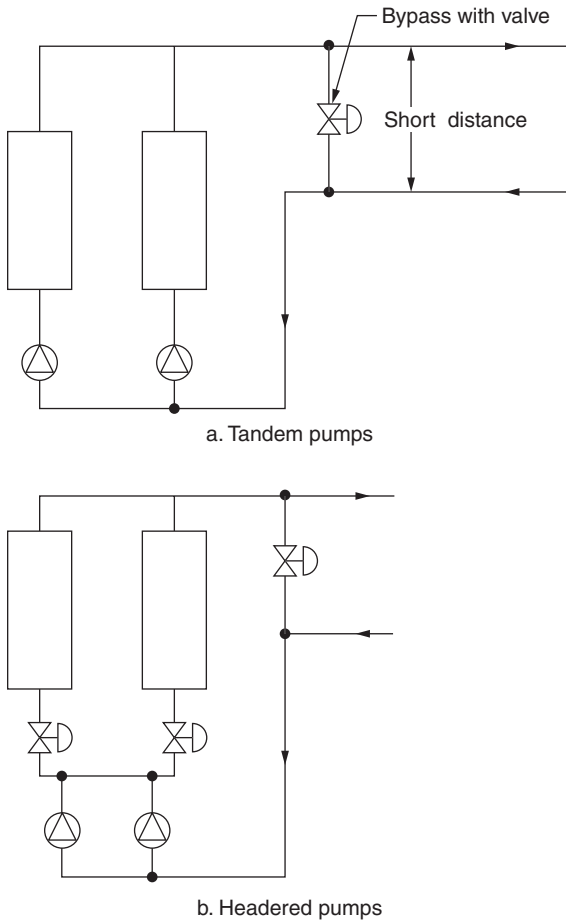 Bypass with valve
Short distance
a. Tandem pumps
b. Headered pumps